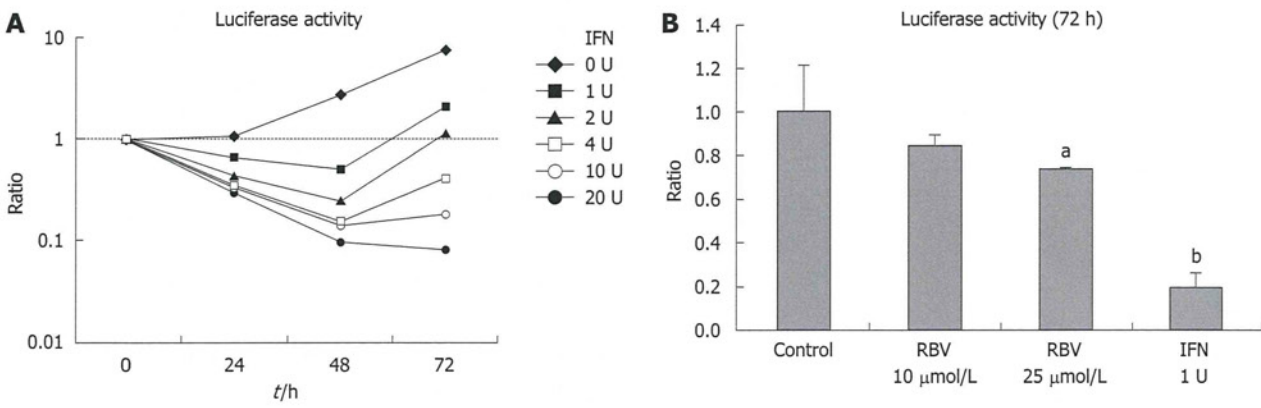 A
Luciferase activity
Ratio
10
1
0.1
0.01
0
24
48
72
t/h
IFN
0 U
1 U
2 U
4 U
10 U
20 U
B
Luciferase activity (72 h)
Ratio
1.4
1.2
1.0
0.8
0.6
0.4
0.2
0.0
a
b
Control
RBV
10 μmol/L
RBV
25 μmol/L
IFN
1 U